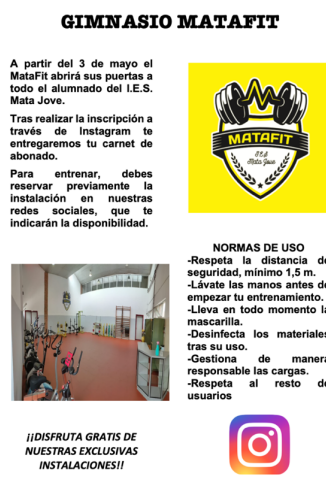 GIMNASIO MATAFIT
A partir del 3 de mayo el
MataFit abrirá sus puertas a
todo el alumnado del I.E.S.
Mata Jove.
Tras realizar la inscripción a
través de Instagram te
entregaremos tu carnet de
abonado.
Para entrenar, debes
reservar previamente la
instalación en nuestras
redes sociales, que te
indicarán la disponibilidad.
MATAFIT
I.E.S
Mata Jove
NORMAS DE USO
-Respeta la distancia de
seguridad, mínimo 1,5 m.
-Lávate las manos antes de
empezar tu entrenamiento.
-Lleva en todo momento la
mascarilla.
-Desinfecta los materiales
tras su uso.
-Gestiona de manera
responsable las cargas.
-Respeta al resto de
usuarios
¡¡DISFRUTA GRATIS DE
NUESTRAS EXCLUSIVAS
INSTALACIONES!!